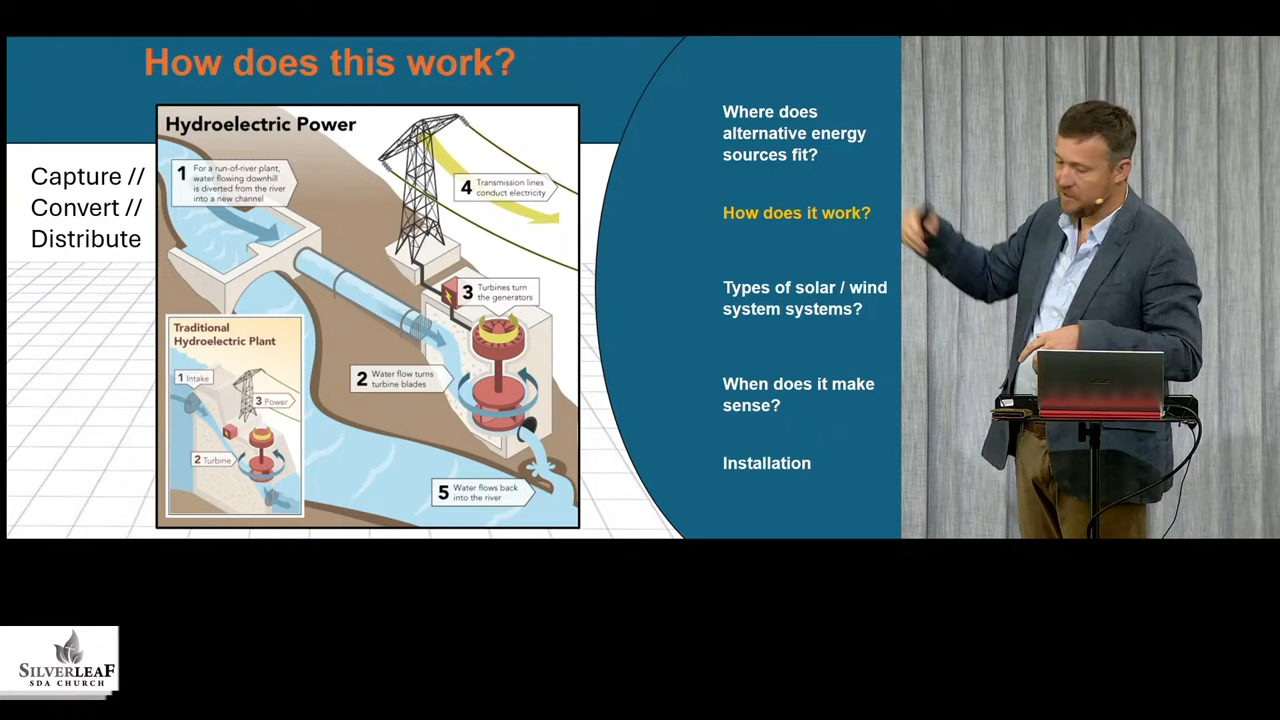 How does this work?
Capture //
Convert //
Distribute
Hydroelectric Power
1 For a run-of-river plant,
water flowing downhill
is diverted from the river
into a new channel
4 Transmission lines
conduct electricity
3 Turbines turn
the generators
2 Water flow turns
turbine blades
5 Water flows back
into the river
Traditional
Hydroelectric Plant
1 Intake
3 Power
2 Turbine
Where does
alternative energy
sources fit?
How does it work?
Types of solar / wind
system systems?
When does it make
sense?
Installation
SILVERLEAF
SDA CHURCH